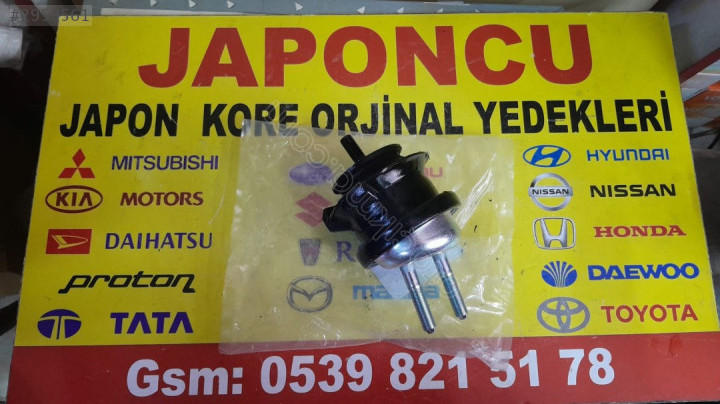 JAPONCU
JAPON KORE ORJİNAL YEDEKLERİ
MITSUBISHI
KIA MOTORS
DAIHATSU
proton
TATA
HYUNDAI
NISSAN NISSAN
HONDA
DAEWOO
TOYOTA
Gsm: 0539 821 51 78